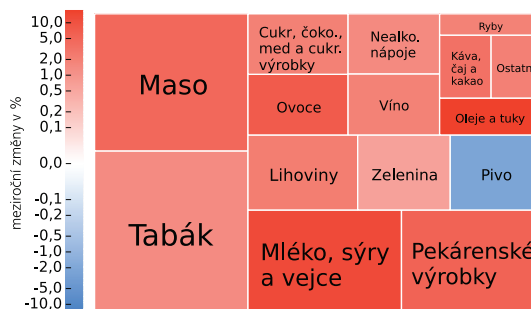 meziroční změny v %
10,0
5,0
2,0
1,0
0,5
0,2
0,1
0,0
-0,1
-0,2
-0,5
-1,0
-2,0
-5,0
-10,0
Maso
Tabák
Cukr, čoko.,
med a cukr.
výrobky
Nealko.
nápoje
Ryby
Káva,
čaj a
kakao
Ostatn
Ovoce
Víno
Oleje a tuky
Lihoviny
Zelenina
Pivo
Mléko, sýry
a vejce
Pekárenské
výrobky